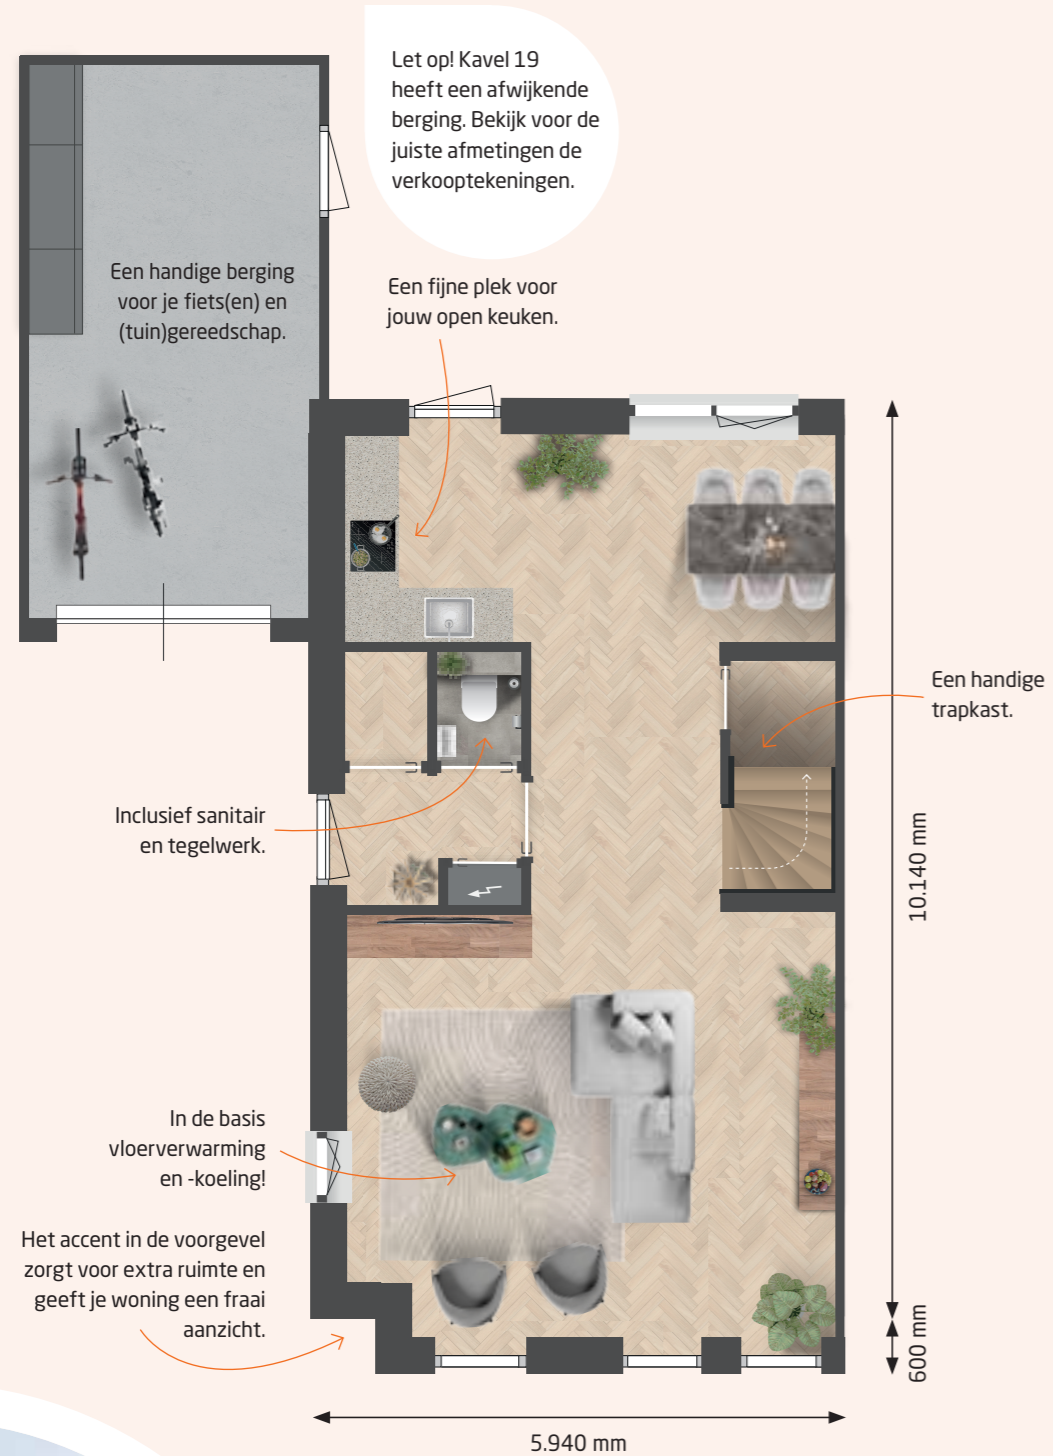 Let op! Kavel 19
heeft een afwijkende
berging. Bekijk voor de
juiste afmetingen de
verkooptekeningen.
Een handige berging
voor je fiets(en) en
(tuin)gereedschap.
Een fijne plek voor
jouw open keuken.
Een handige
trapkast.
Inclusief sanitair
en tegelwerk.
10.140 mm
In de basis
vloerverwarming
en -koeling!
Het accent in de voorgevel
zorgt voor extra ruimte en
geeft je woning een fraai
aanzicht.
600 mm
5.940 mm